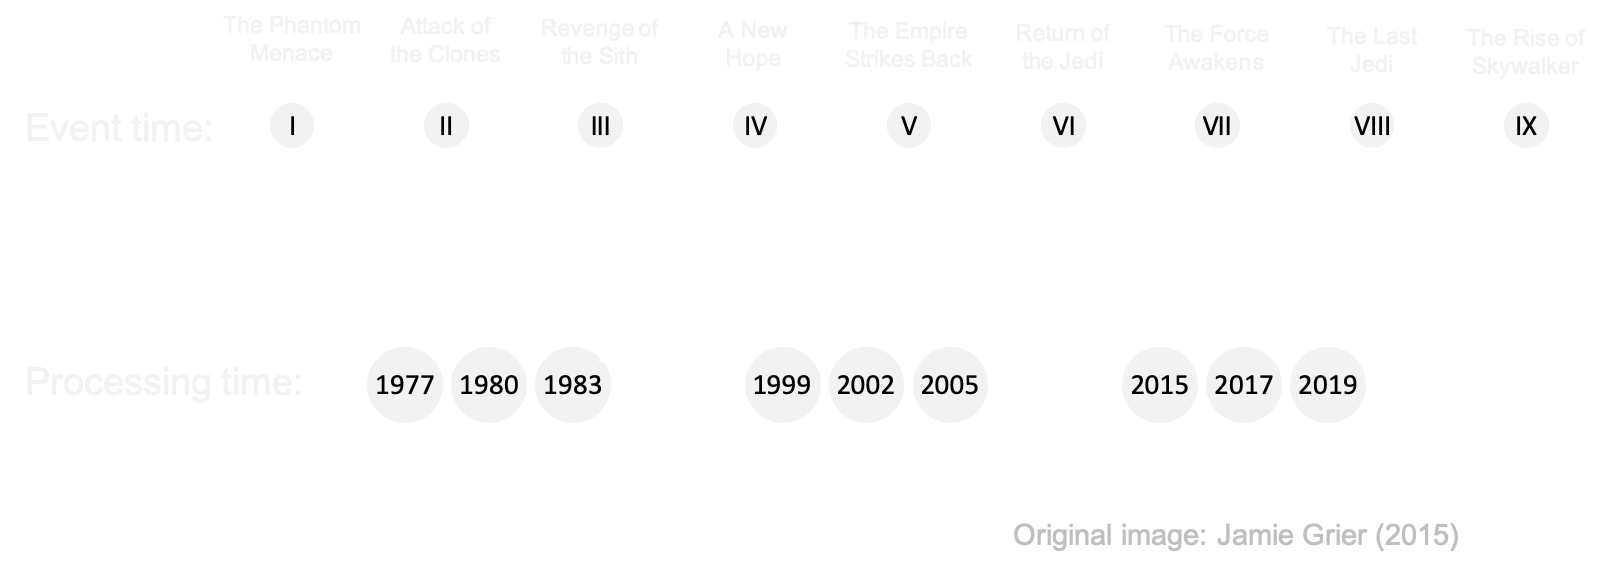 The Phantom
Menace
Attack of
the Clones
Revenge of
the Sith
A New
Hope
The Empire
Strikes Back
Return of
the Jedi
The Force
Awakens
The Last
Jedi
The Rise of
Skywalker
Event time: I II III IV V VI VII VIII IX
Processing time: 1977 1980 1983 1999 2002 2005 2015 2017 2019
Original image: Jamie Grier (2015)